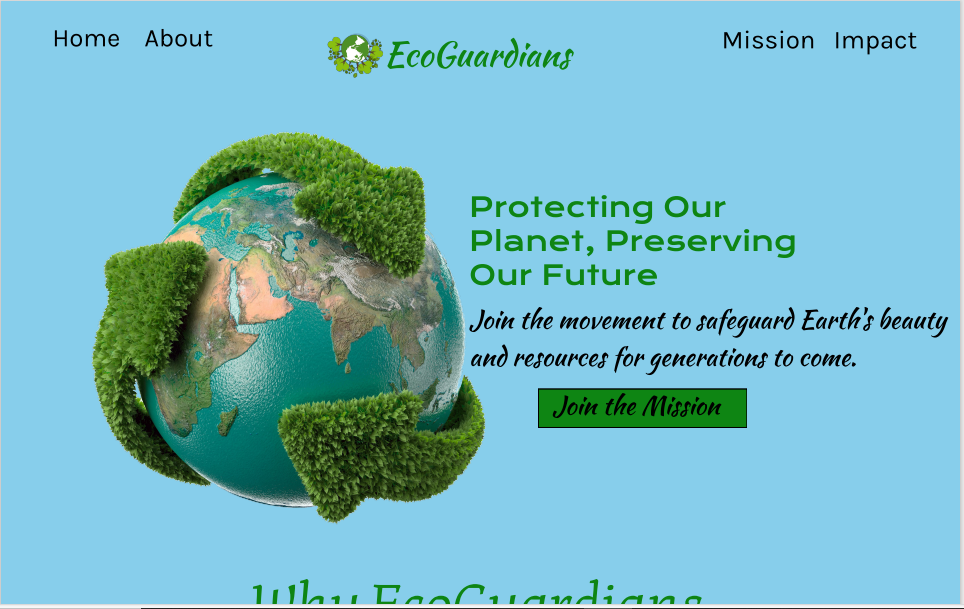 Home About
EcoGuardians
Mission Impact
Protecting Our
Planet, Preserving
Our Future
Join the movement to safeguard Earth's beauty
and resources for generations to come.
Join the Mission
Why EcoGuardians